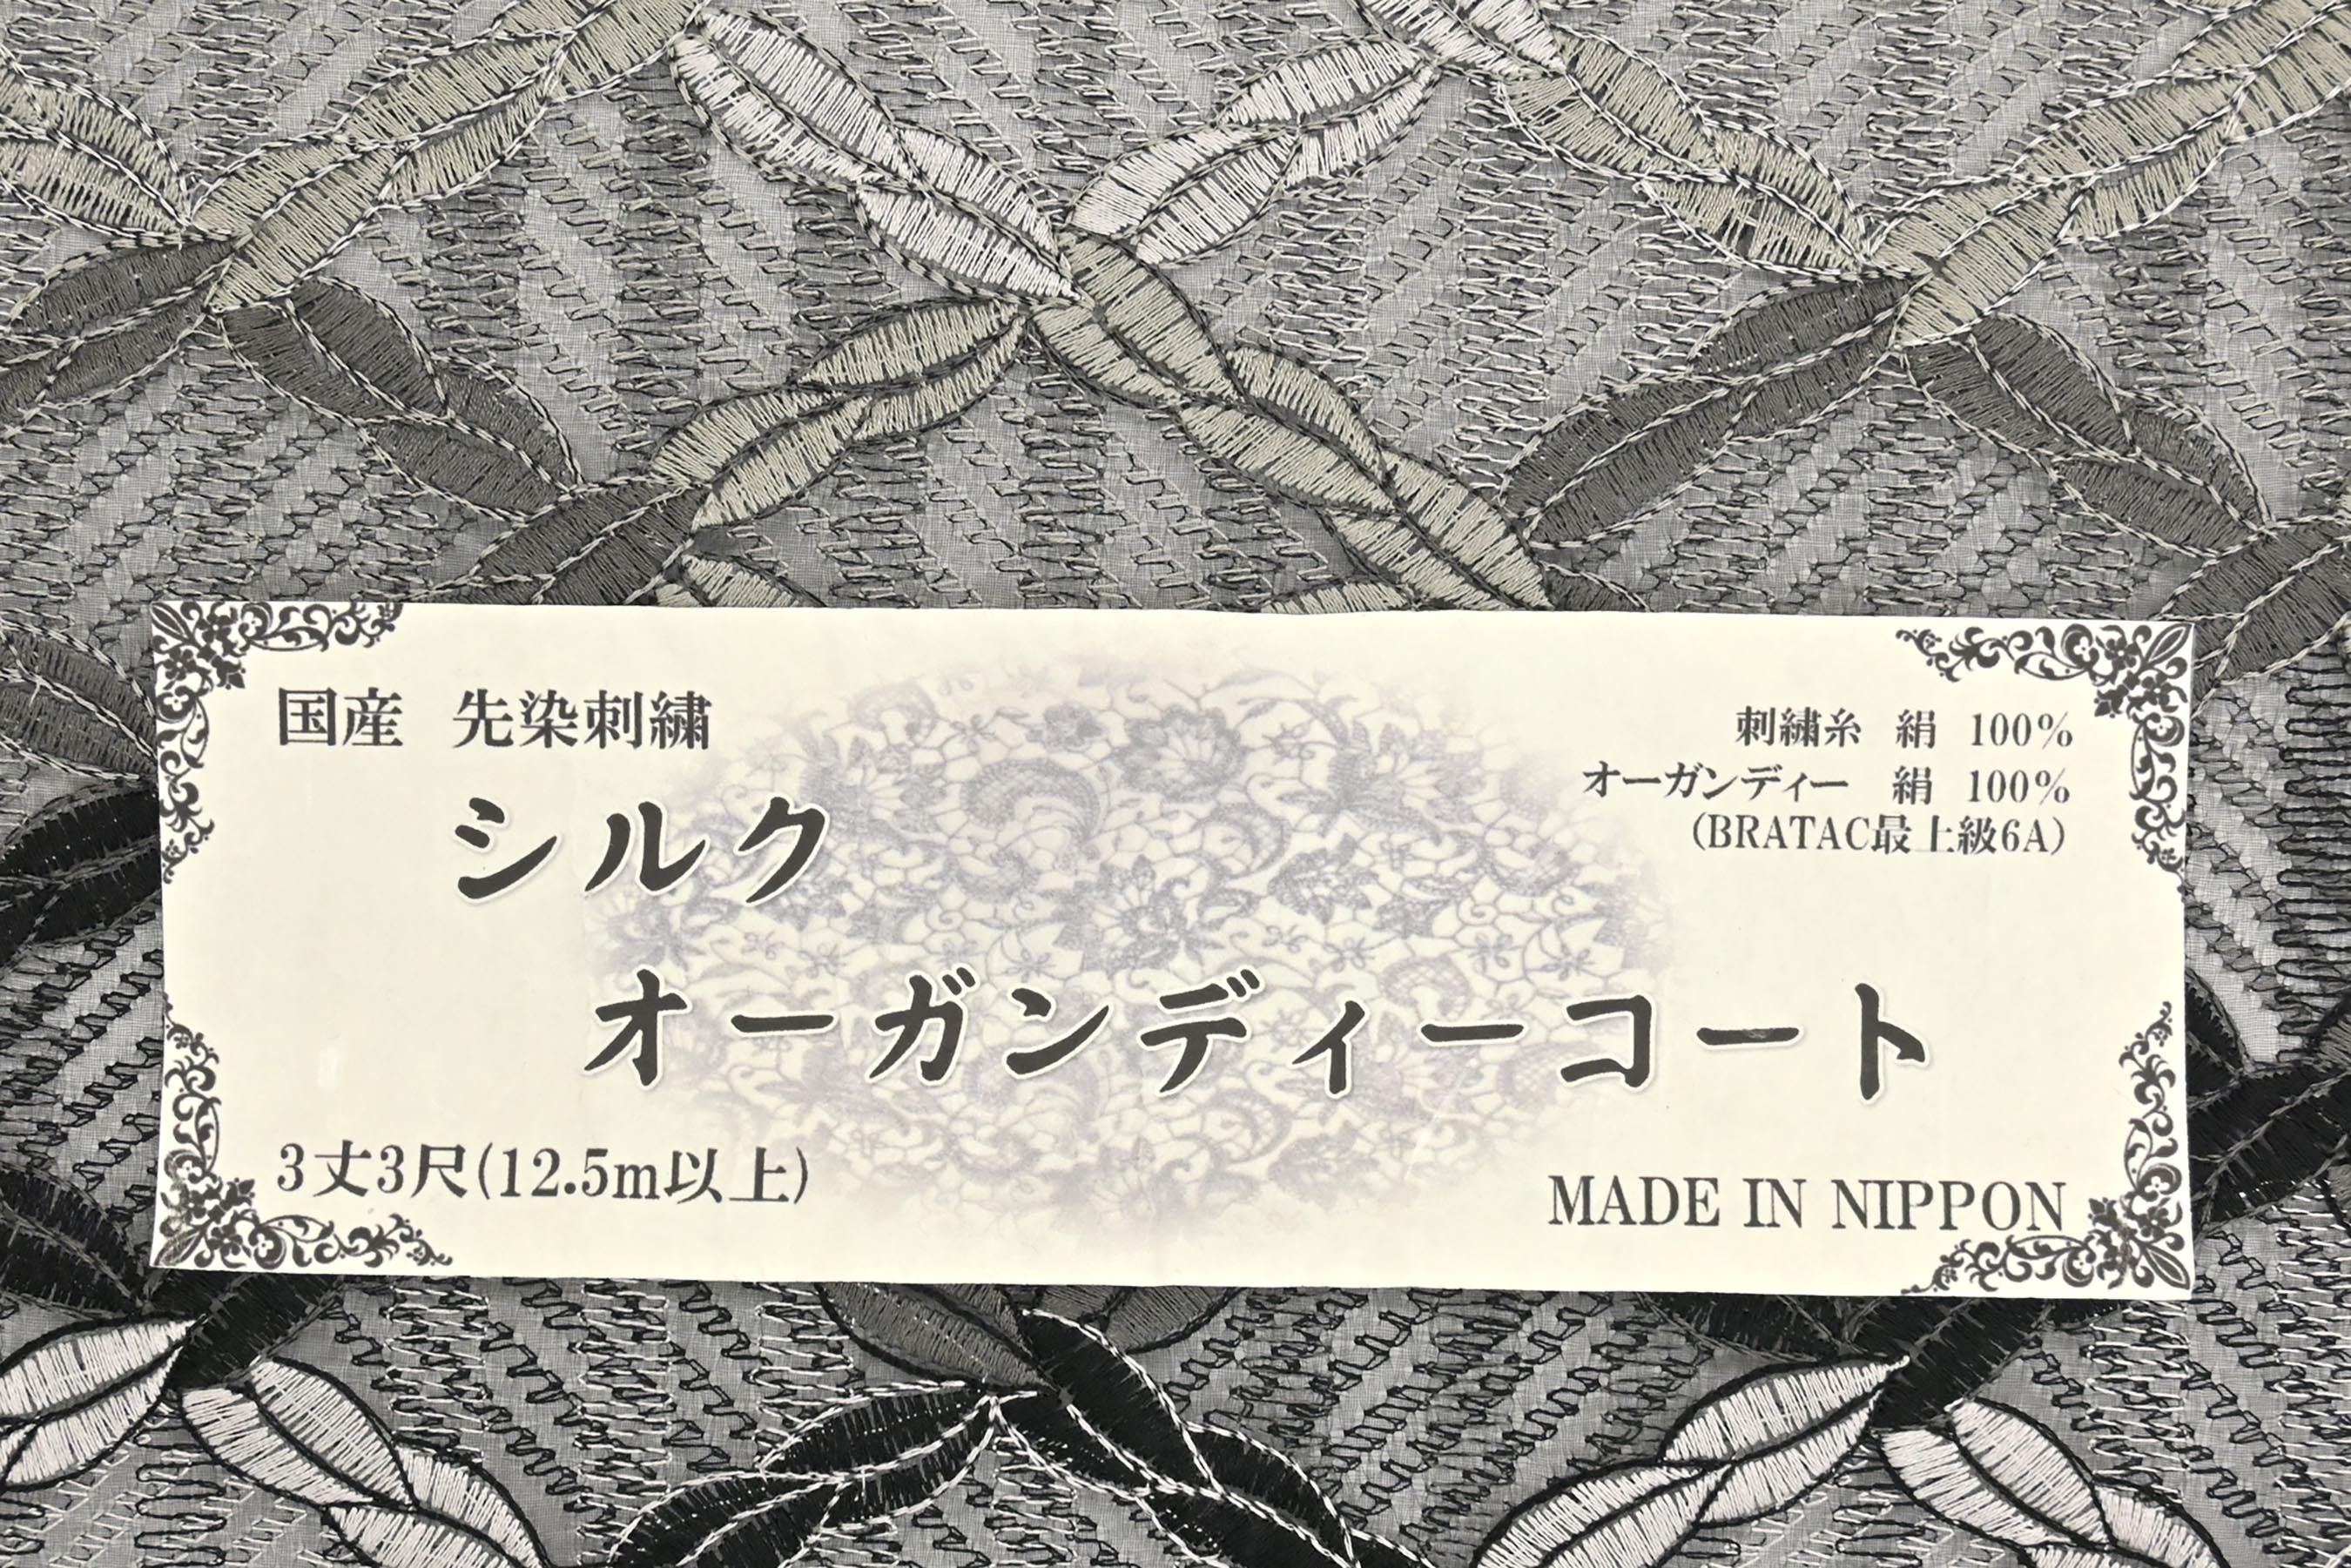 国産 先染刺繍
刺繍糸 絹 100%
オーガンディー 絹 100%
(BRATAC最上級6A)
シルク
オーガンディーコート
3丈3尺(12.5m以上)
MADE IN NIPPON